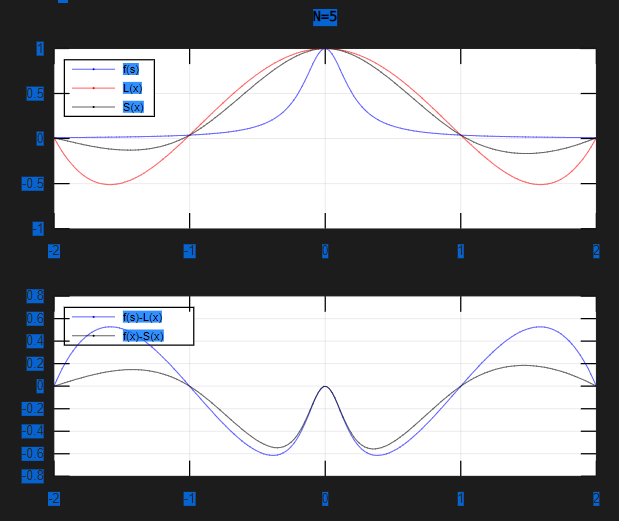 N=5
1
0.5
0
-0.5
-1
f(s)
L(x)
S(x)
-2 -1 0 1 2
0.8
0.6
0.4
0.2
0
-0.2
-0.4
-0.6
-0.8
f(s)-L(x)
f(x)-S(x)
-2 -1 0 1 2